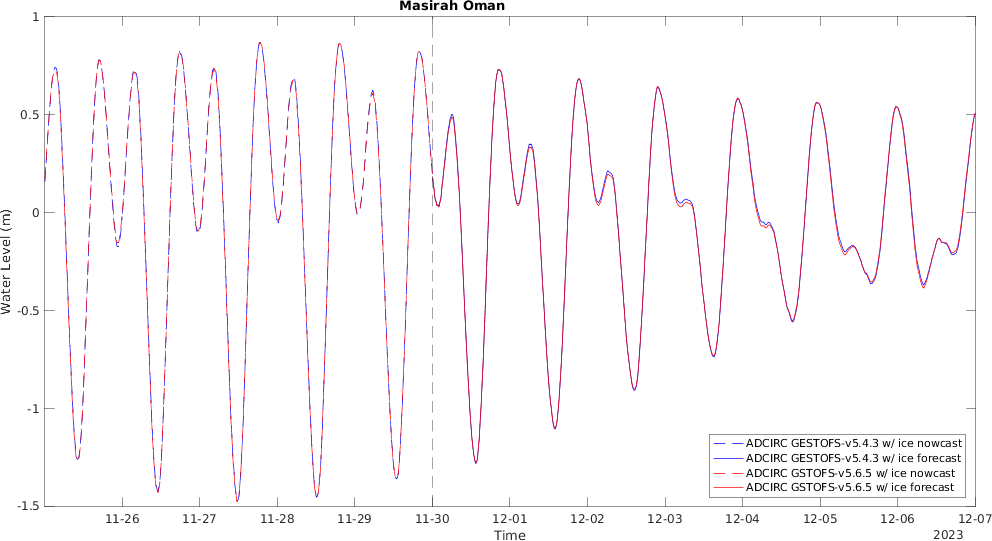 Masirah Oman
Water Level (m)
1
0.5
0
-0.5
-1
-1.5
ADCIRC GESTOFS-v5.4.3 w/ ice nowcast
ADCIRC GESTOFS-v5.4.3 w/ ice forecast
ADCIRC GSTOFS-v5.6.5 w/ ice nowcast
ADCIRC GSTOFS-v5.6.5 w/ ice forecast
11-26 11-27 11-28 11-29 11-30 12-01 12-02 12-03 12-04 12-05 12-06 12-07
Time
2023